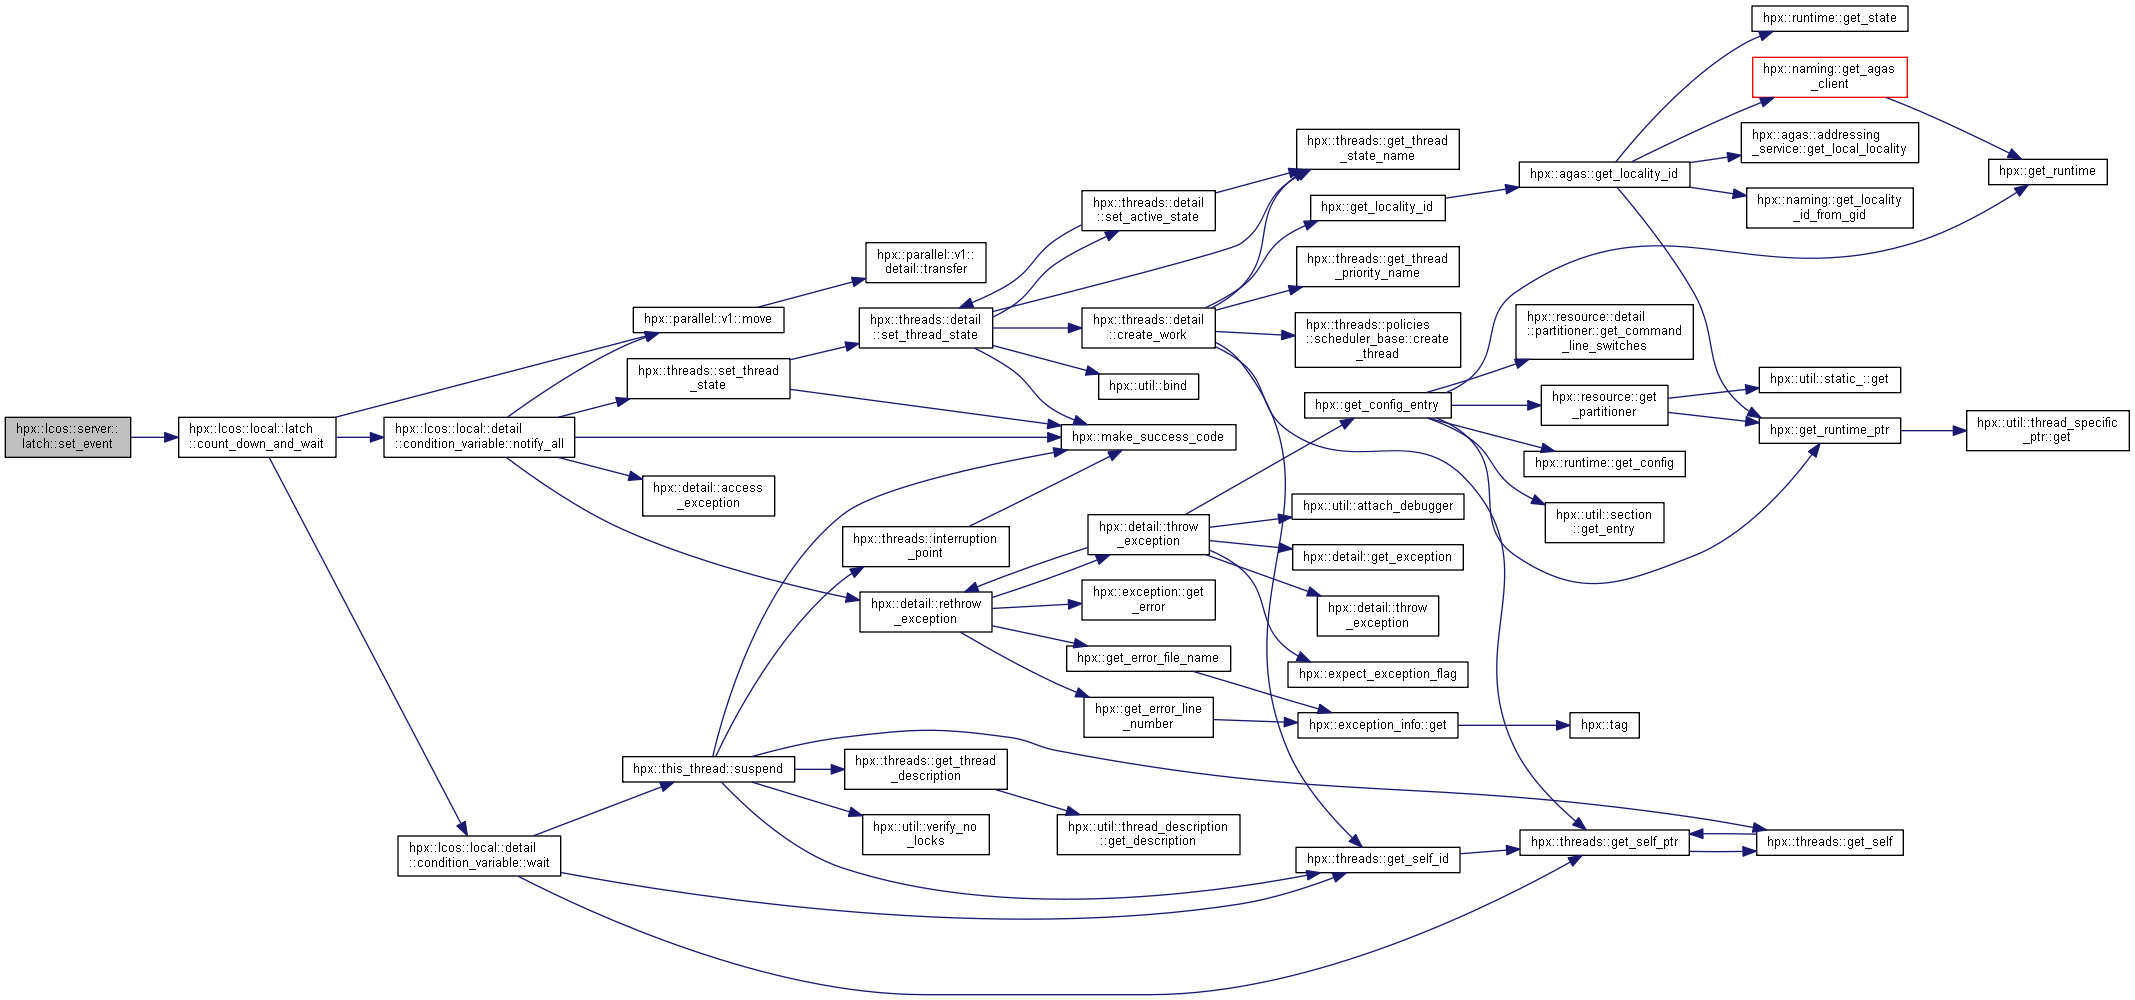 hpx::lcos::server::
latch::set_event
hpx::lcos::local::latch
::count_down_and_wait
hpx::lcos::local::detail
::condition_variable::notify_all
hpx::lcos::local::detail
::condition_variable::wait
hpx::parallel::v1::move
hpx::threads::set_thread
_state
hpx::detail::access
_exception
hpx::this_thread::suspend
hpx::parallel::v1::
detail::transfer
hpx::threads::detail
::set_thread_state
hpx::threads::interruption
_point
hpx::detail::rethrow
_exception
hpx::threads::get_thread
_description
hpx::util::verify_no
_locks
hpx::threads::detail
::set_active_state
hpx::threads::detail
::create_work
hpx::util::bind
hpx::make_success_code
hpx::detail::throw
_exception
hpx::exception::get
_error
hpx::get_error_file_name
hpx::get_error_line
_number
hpx::util::thread_description
::get_description
hpx::threads::get_thread
_state_name
hpx::get_locality_id
hpx::threads::get_thread
_priority_name
hpx::threads::policies
::scheduler_base::create
_thread
hpx::get_config_entry
hpx::util::attach_debugger
hpx::detail::get_exception
hpx::detail::throw
_exception
hpx::expect_exception_flag
hpx::exception_info::get
hpx::threads::get_self_id
hpx::agas::get_locality_id
hpx::resource::detail
::partitioner::get_command
_line_switches
hpx::resource::get
_partitioner
hpx::runtime::get_config
hpx::util::section
::get_entry
hpx::tag
hpx::threads::get_self_ptr
hpx::runtime::get_state
hpx::naming::get_agas
_client
hpx::agas::addressing
_service::get_local_locality
hpx::naming::get_locality
_id_from_gid
hpx::util::static_::get
hpx::get_runtime_ptr
hpx::threads::get_self
hpx::get_runtime
hpx::util::thread_specific
_ptr::get